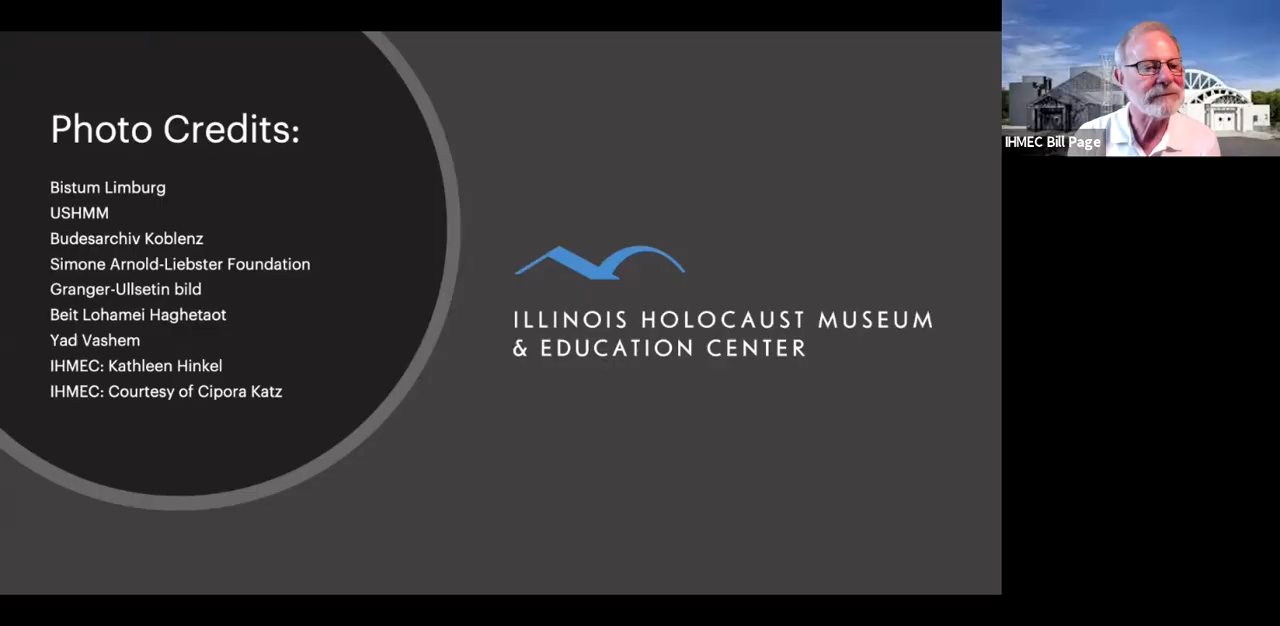 Photo Credits:
Bistum Limburg
USHMM
Budesarchiv Koblenz
Simone Arnold-Liebster Foundation
Granger-Ullsetin bild
Beit Lohamei Haghetaot
Yad Vashem
IHMEC: Kathleen Hinkel
IHMEC: Courtesy of Cipora Katz
ILLINOIS HOLOCAUST MUSEUM
& EDUCATION CENTER
IHMEC Bill Page